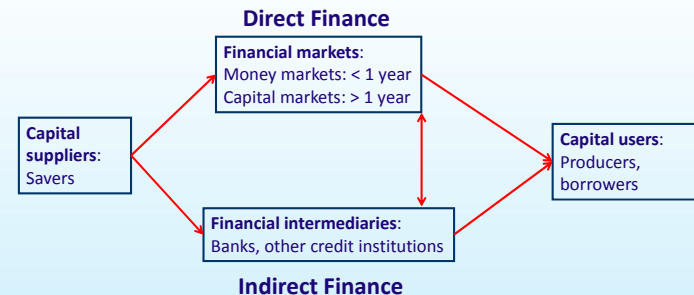 Direct Finance
Financial markets:
Money markets: < 1 year
Capital markets: > 1 year
Capital
suppliers:
Savers
Capital users:
Producers,
borrowers
Financial intermediaries:
Banks, other credit institutions
Indirect Finance